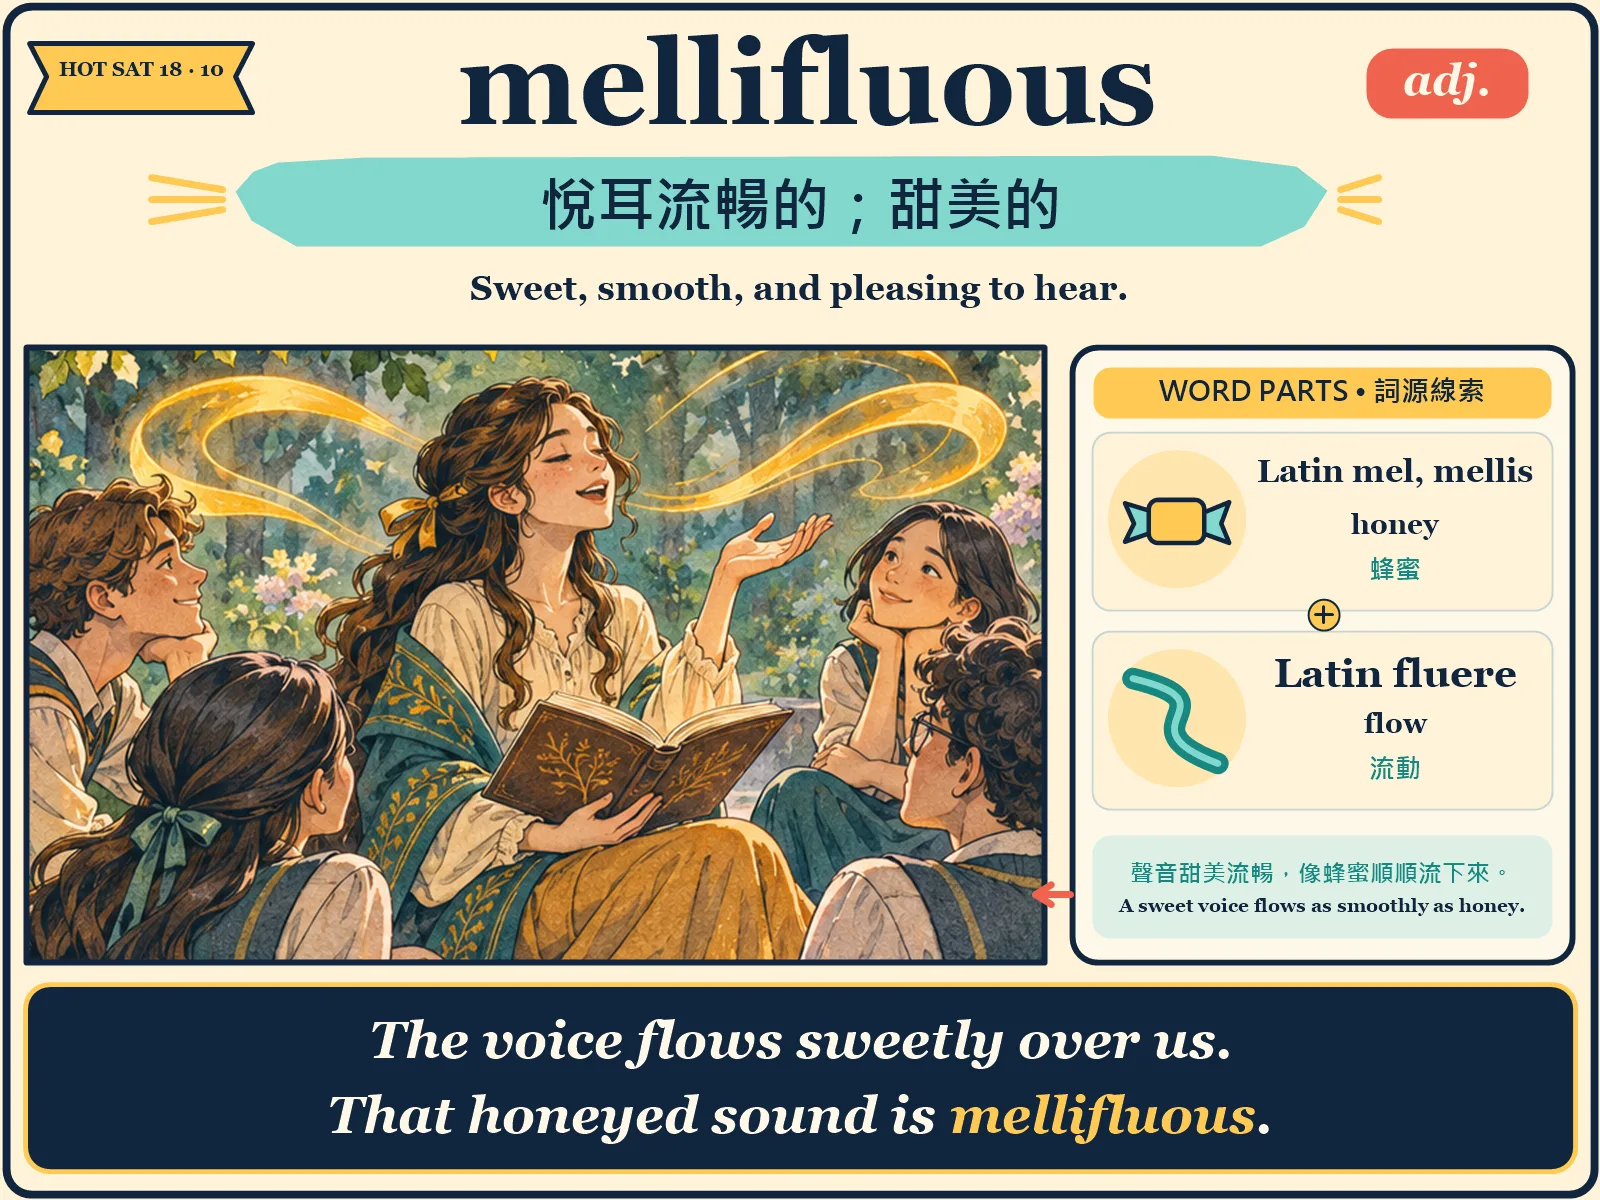 HOT SAT 18 · 10
mellifluous
adj.
悅耳流暢的；甜美的
Sweet, smooth, and pleasing to hear.
WORD PARTS • 詞源線索
Latin mel, mellis
honey
蜂蜜
+
Latin fluere
flow
流動
聲音甜美流暢，像蜂蜜順順流下來。
A sweet voice flows as smoothly as honey.
The voice flows sweetly over us.
That honeyed sound is mellifluous.